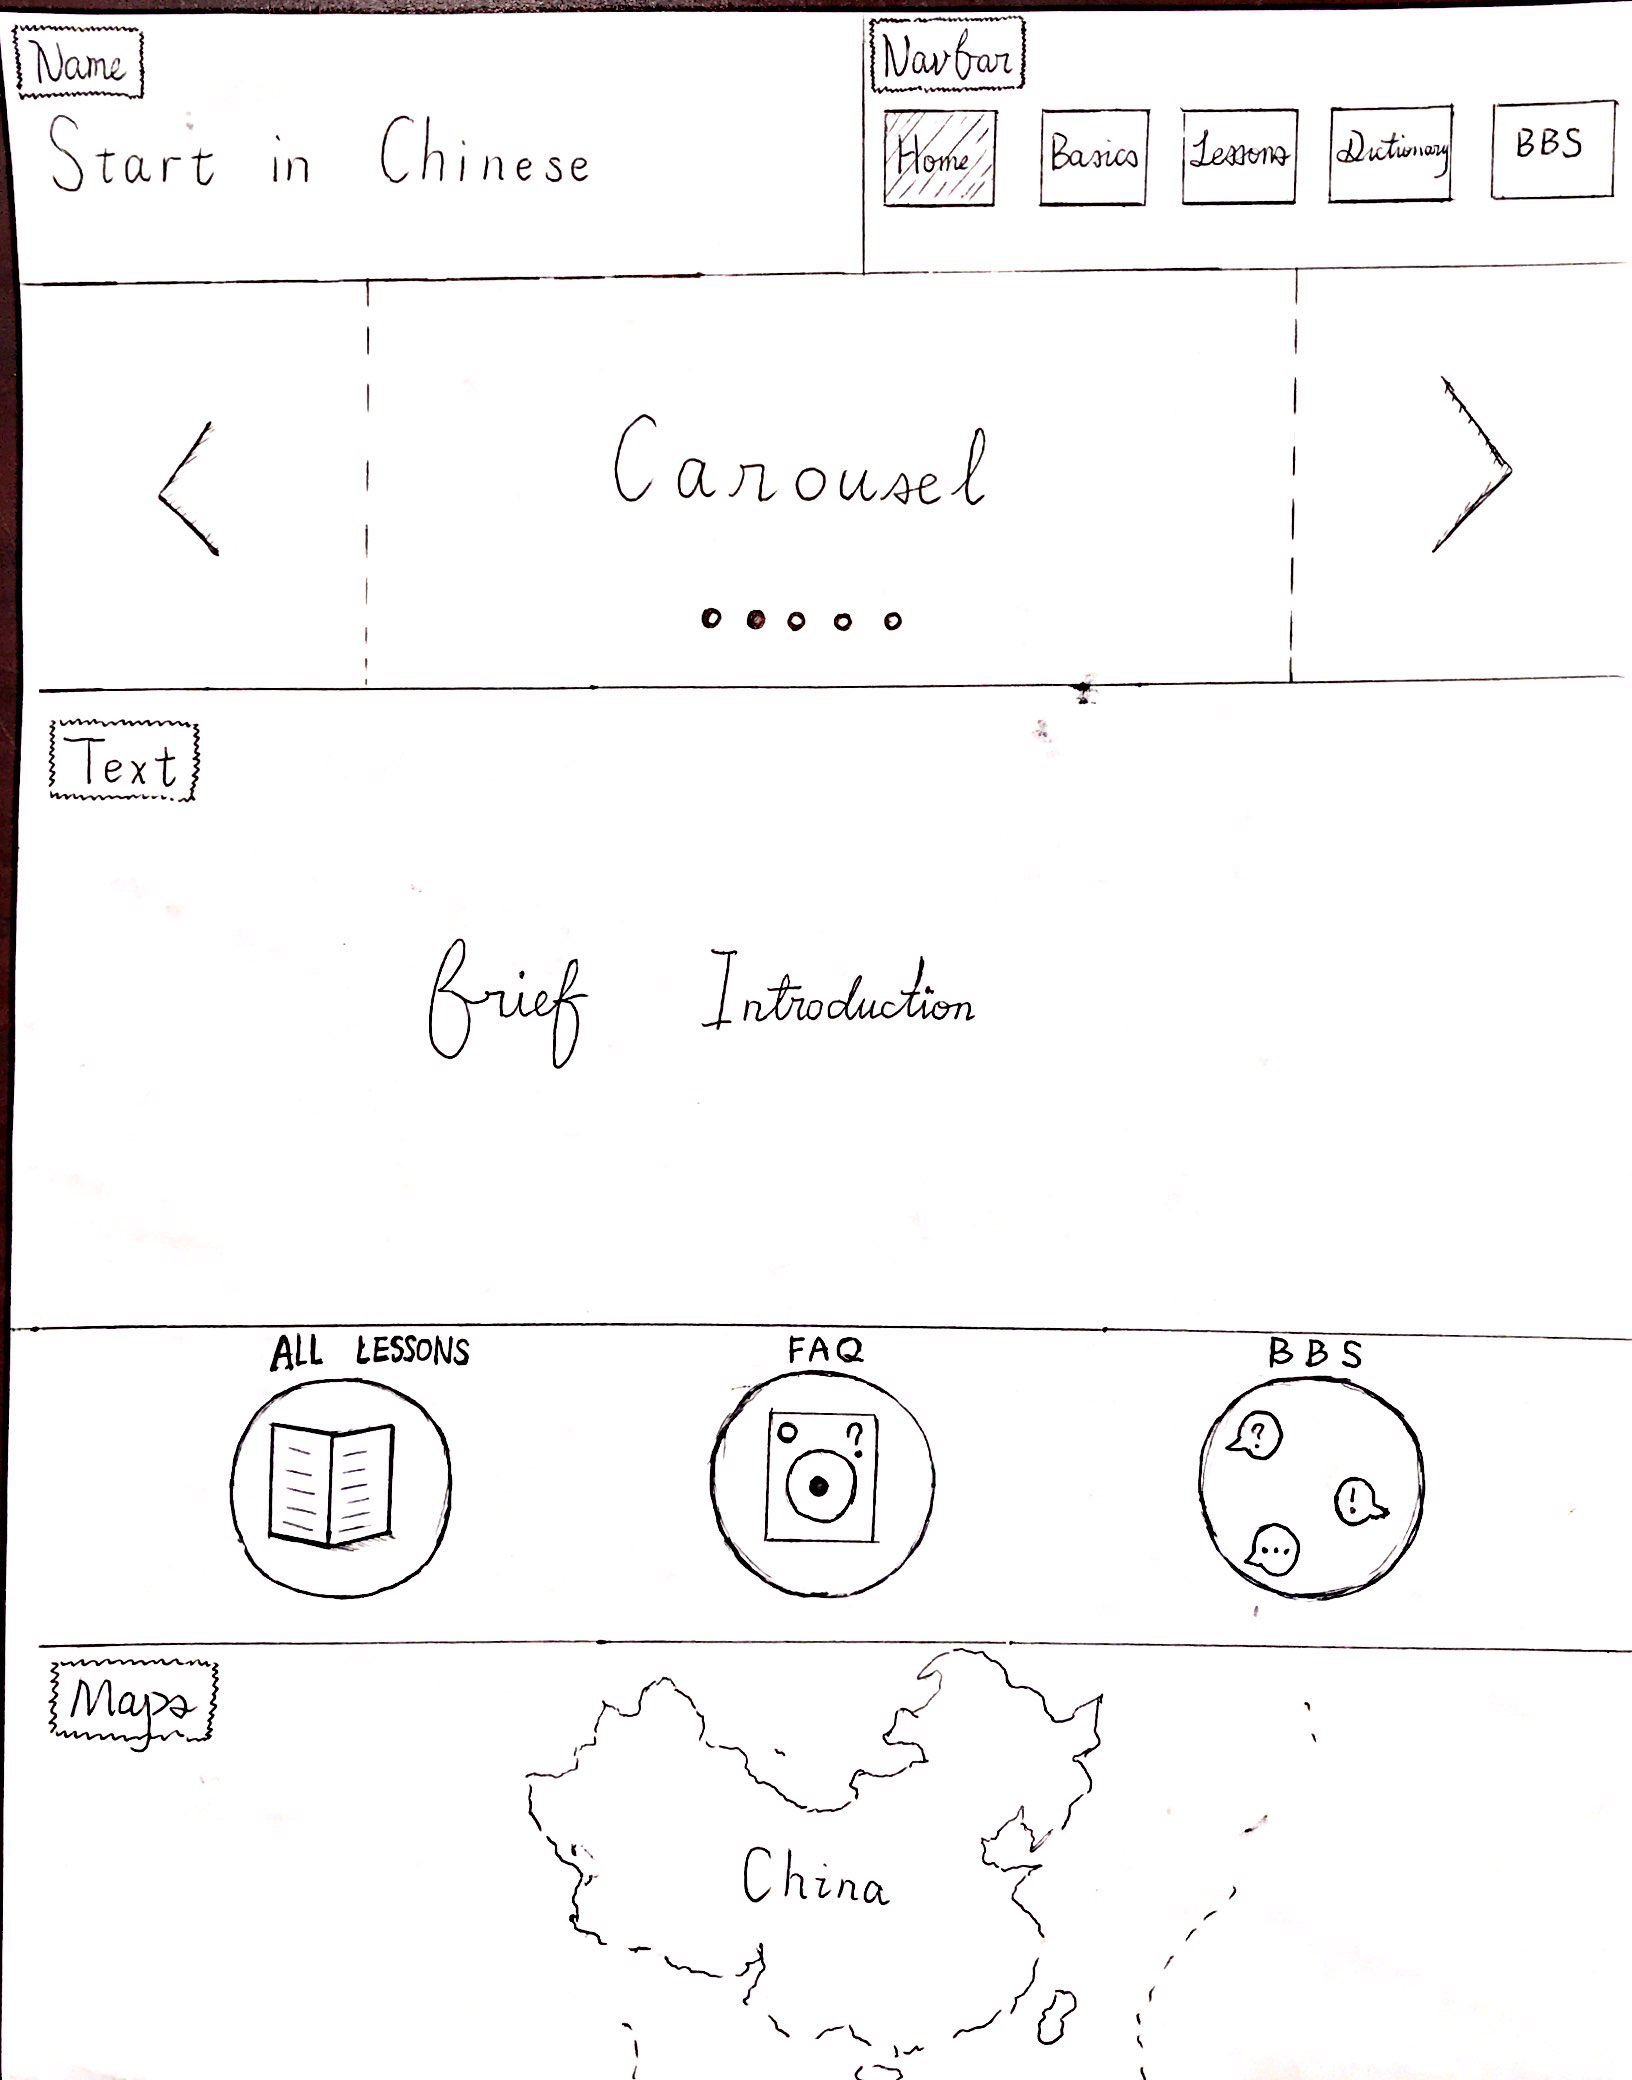 Name
Navbar
Start in Chinese
Home
Basics
Lessons
Dictionary
BBS
Carousel
Text
Brief Introduction
ALL LESSONS
FAQ
BBS
?
?
!
...
Maps
China